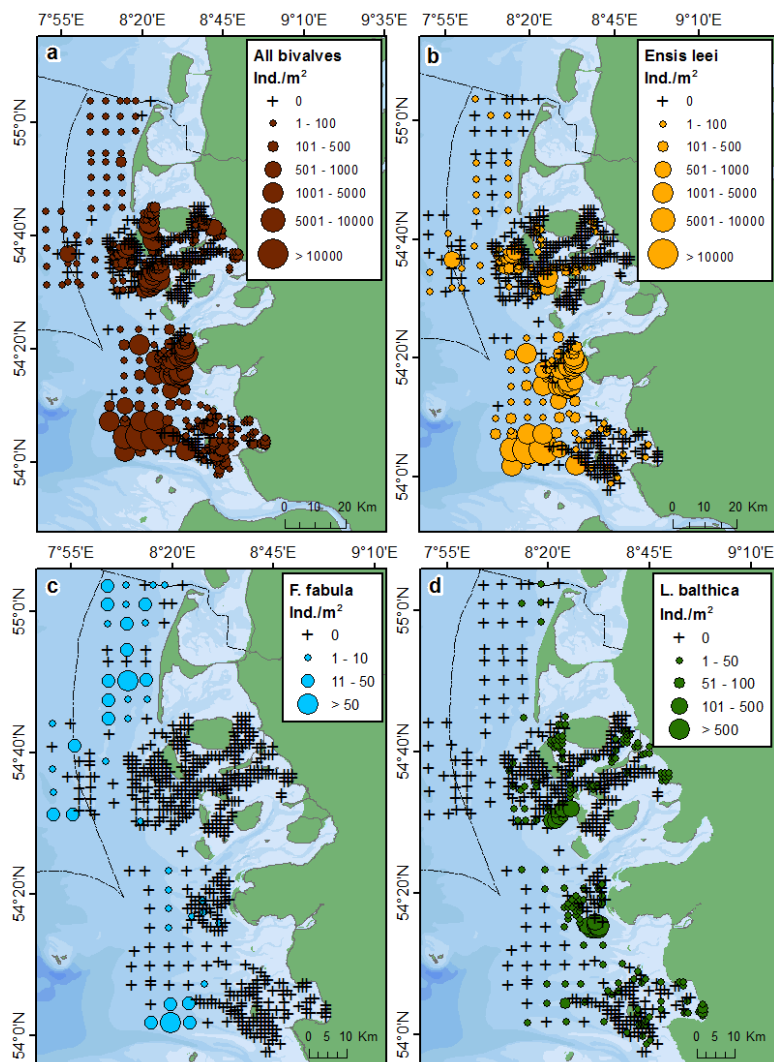 7°55'E 8°20'E 8°45'E 9°10'E 9°35'E
7°55'E 8°20'E 8°45'E 9°10'E
a
All bivalves
Ind./m²
0
1 - 100
101 - 500
501 - 1000
1001 - 5000
5001 - 10000
> 10000
55°0'N
54°40'N
54°20'N
54°0'N
0 10 20 Km
b
Ensis leei
Ind./m²
0
1 - 100
101 - 500
501 - 1000
1001 - 5000
5001 - 10000
> 10000
55°0'N
54°40'N
54°20'N
54°0'N
0 10 20 Km
7°55'E 8°20'E 8°45'E 9°10'E
7°55'E 8°20'E 8°45'E 9°10'E
c
F. fabula
Ind./m²
0
1 - 10
11 - 50
> 50
55°0'N
54°40'N
54°20'N
54°0'N
0 5 10 Km
d
L. balthica
Ind./m²
0
1 - 50
51 - 100
101 - 500
> 500
55°0'N
54°40'N
54°20'N
54°0'N
0 5 10 Km